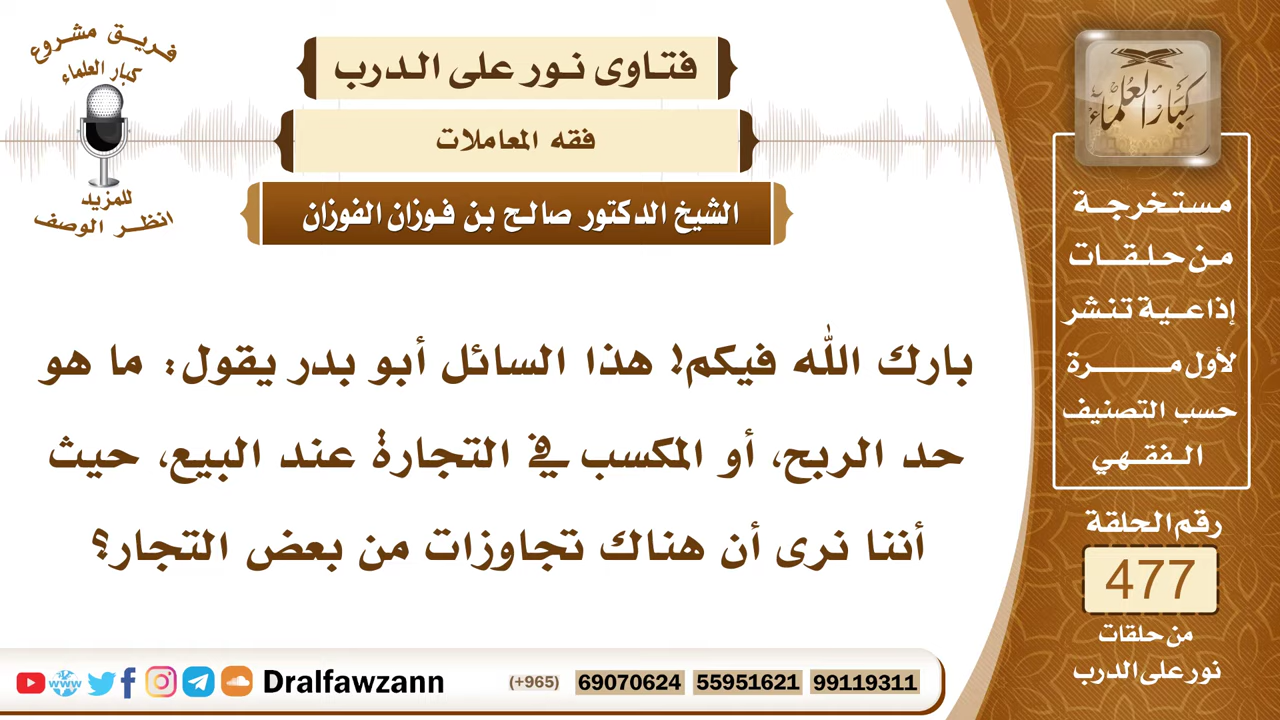 فريق مشروع
كبار العلماء
للمزيد
انظر الوصف
فتاوى نور على الدرب
فقه المعاملات
الشيخ الدكتور صالح بن فوزان الفوزان
بارك الله فيكم! هذا السائل أبو بدر يقول: ما هو
حد الربح، أو المكسب في التجارة عند البيع، حيث
أننا نرى أن هناك تجاوزات من بعض التجار؟
كبار العلماء
مستخرجة
من حلقات
إذاعية تنشر
لأول مرة
حسب التصنيف
الفقهي
رقم الحلقة
477
من حلقات
نور على الدرب
www Dralfawzann (+965) 69070624 55951621 99119311